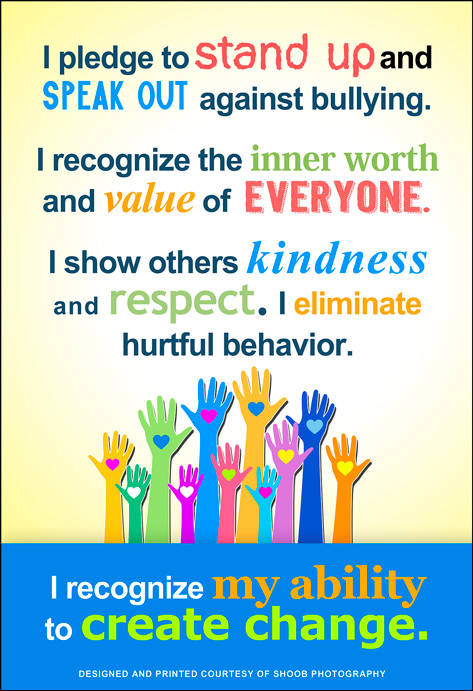 I pledge to stand up and
SPEAK OUT against bullying.
I recognize the inner worth
and value of EVERYONE.
I show others kindness
and respect. I eliminate
hurtful behavior.
I recognize my ability
to create change.
DESIGNED AND PRINTED COURTESY OF SHOOB PHOTOGRAPHY